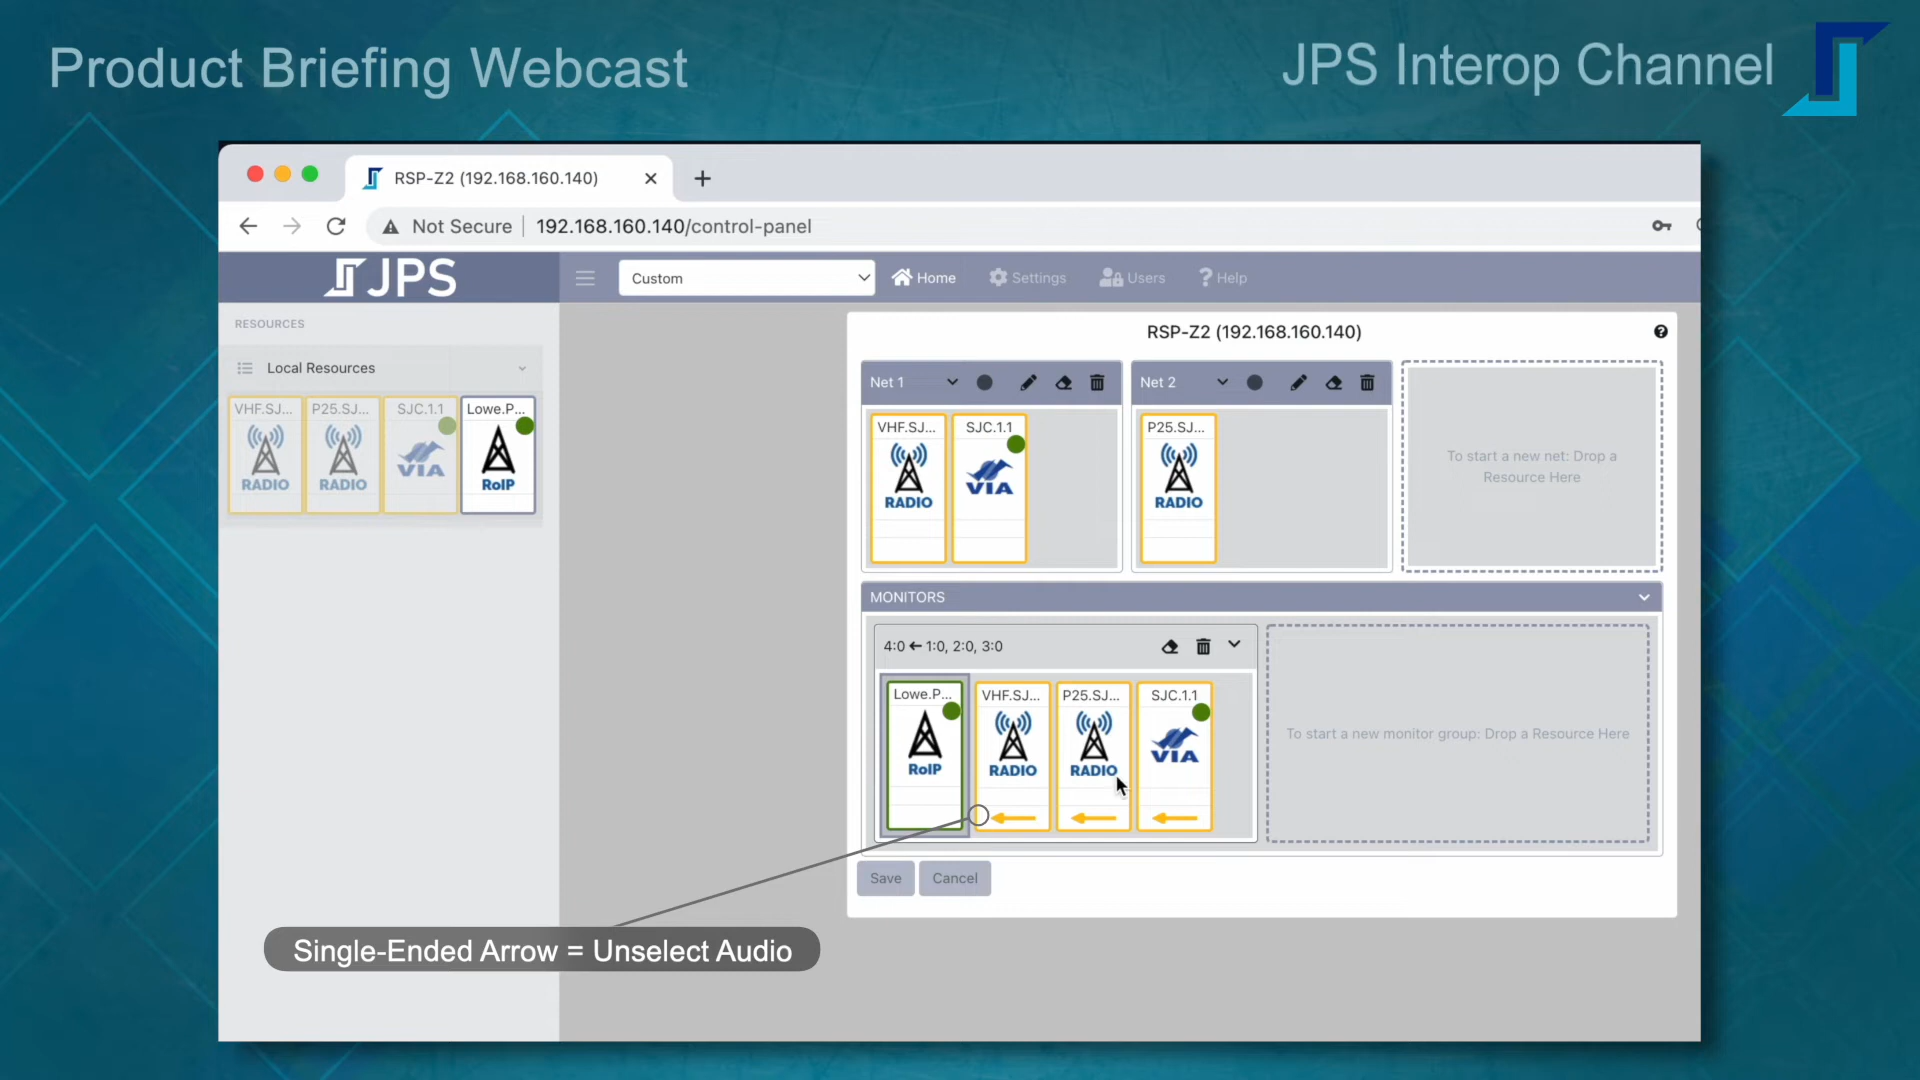 Product Briefing Webcast
JPS Interop Channel
RSP-Z2 (192.168.160.140)
Not Secure
192.168.160.140/control-panel
JPS
Custom
Home
Settings
Users
? Help
RESOURCES
Local Resources
VHF.SJ...
P25.SJ...
SJC.1.1
Lowe.P...
RADIO
RADIO
VIA
RoIP
RSP-Z2 (192.168.160.140)
Net 1
Net 2
VHF.SJ...
SJC.1.1
P25.SJ...
RADIO
VIA
RADIO
To start a new net: Drop a
Resource Here
MONITORS
4:0 ← 1:0, 2:0, 3:0
Lowe.P...
VHF.SJ...
P25.SJ...
SJC.1.1
RoIP
RADIO
RADIO
VIA
To start a new monitor group: Drop a Resource Here
Save
Cancel
Single-Ended Arrow = Unselect Audio